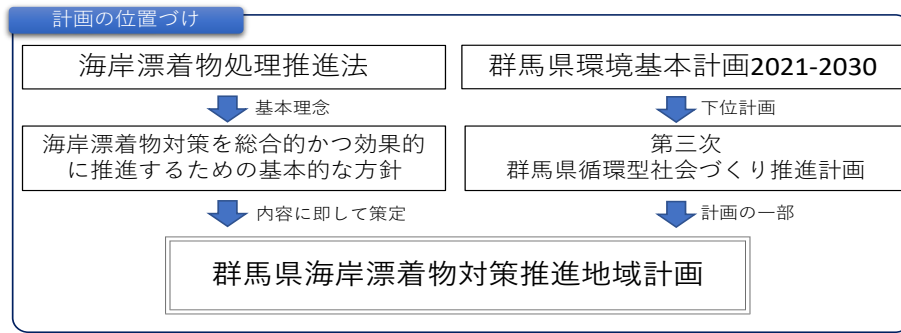 計画の位置づけ
海岸漂着物処理推進法
群馬県環境基本計画2021-2030
基本理念
下位計画
海岸漂着物対策を総合的かつ効果的
に推進するための基本的な方針
第三次
群馬県循環型社会づくり推進計画
内容に即して策定
計画の一部
群馬県海岸漂着物対策推進地域計画